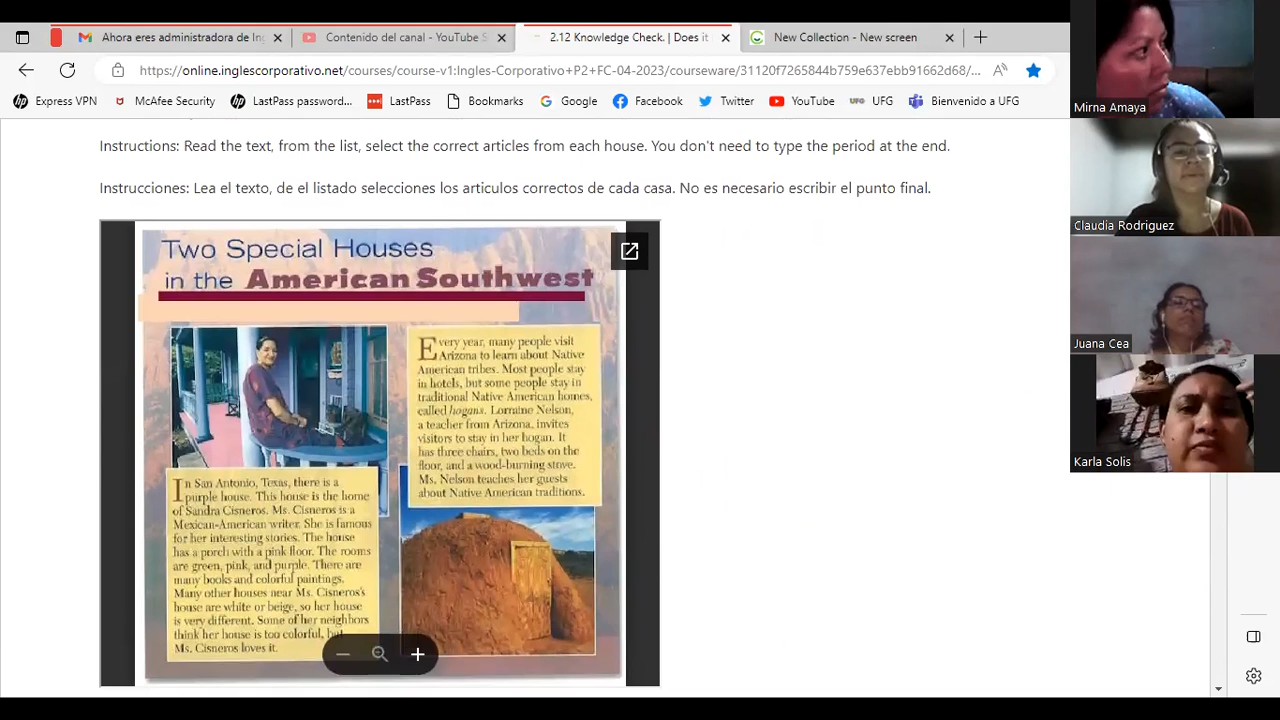 Ahora eres administradora de Ing
Contenido del canal - YouTube S
2.12 Knowledge Check. | Does it
New Collection - New screen
https://online.inglescorporativo.net/courses/course-v1:Ingles-Corporativo+P2+FC-04-2023/courseware/31120f7265844b759e637ebb91662d68/...
Express VPN
McAfee Security
LastPass password...
LastPass
Bookmarks
Google
Facebook
Twitter
YouTube
UFG
Bienvenido a UFG
Instructions: Read the text, from the list, select the correct articles from each house. You don't need to type the period at the end.
Instrucciones: Lea el texto, de el listado selecciones los articulos correctos de cada casa. No es necesario escribir el punto final.
Two Special Houses
in the American Southwest
Every year, many people visit
Arizona to learn about Native
American tribes. Most people stay
in hotels, but some people stay in
traditional Native American homes,
called hogans. Lorraine Nelson,
a teacher from Arizona, invites
visitors to stay in her hogan. It
has three chairs, two beds on the
floor, and a wood-burning stove.
Ms. Nelson teaches her guests
about Native American traditions.
In San Antonio, Texas, there is a
purple house. This house is the home
of Sandra Cisneros. Ms. Cisneros is a
Mexican-American writer. She is famous
for her interesting stories. The house
has a porch with a pink floor. The rooms
are green, pink, and purple. There are
many books and colorful paintings.
Many other houses near Ms. Cisneros's
house are white or beige, so her house
is very different. Some of her neighbors
think her house is too colorful, but
Ms. Cisneros loves it.
Mirna Amaya
Claudia Rodriguez
Juana Cea
Karla Solis